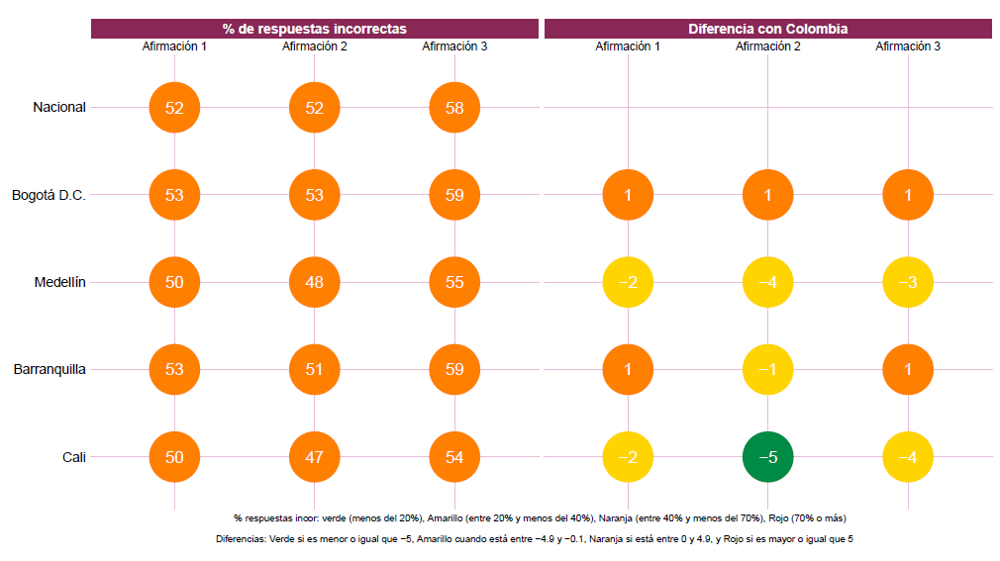 % de respuestas incorrectas Diferencia con Colombia
Afirmación 1 Afirmación 2 Afirmación 3 Afirmación 1 Afirmación 2 Afirmación 3
Nacional 52 52 58
Bogotá D.C. 53 53 59 1 1 1
Medellín 50 48 55 −2 −4 −3
Barranquilla 53 51 59 1 −1 1
Cali 50 47 54 −2 −5 −4
% respuestas incor: verde (menos del 20%), Amarillo (entre 20% y menos del 40%), Naranja (entre 40% y menos del 70%), Rojo (70% o más)
Diferencias: Verde si es menor o igual que −5, Amarillo cuando está entre −4.9 y −0.1, Naranja si está entre 0 y 4.9, y Rojo si es mayor o igual que 5